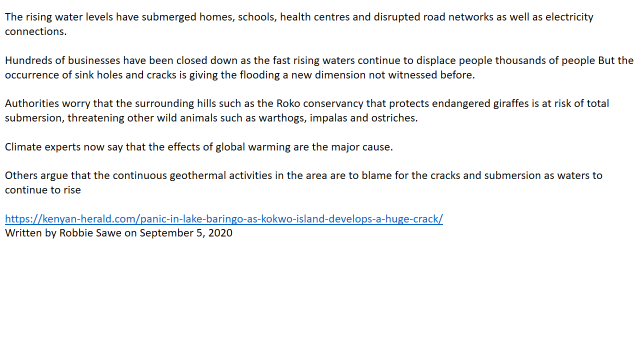 The rising water levels have submerged homes, schools, health centres and disrupted road networks as well as electricity
connections.
Hundreds of businesses have been closed down as the fast rising waters continue to displace people thousands of people But the
occurrence of sink holes and cracks is giving the flooding a new dimension not witnessed before.
Authorities worry that the surrounding hills such as the Roko conservancy that protects endangered giraffes is at risk of total
submersion, threatening other wild animals such as warthogs, impalas and ostriches.
Climate experts now say that the effects of global warming are the major cause.
Others argue that the continuous geothermal activities in the area are to blame for the cracks and submersion as waters to
continue to rise
https://kenyan-herald.com/panic-in-lake-baringo-as-kokwo-island-develops-a-huge-crack/
Written by Robbie Sawe on September 5, 2020